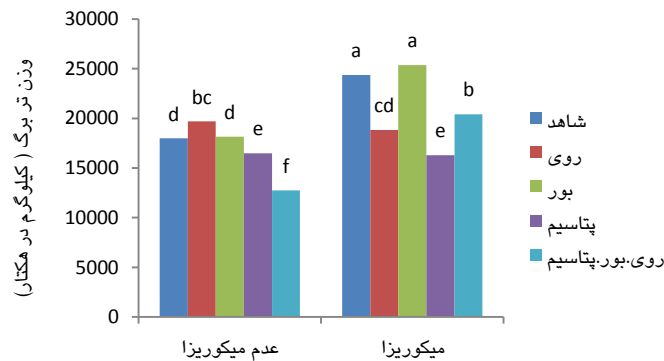 وزن تر برگ ( کیلوگرم در هکتار)
30000
25000
20000
15000
10000
5000
0
d bc d e f
a cd a e b
عدم میکوریزا
میکوریزا
شاهد
روی
بور
پتاسیم
روی.بور.پتاسیم